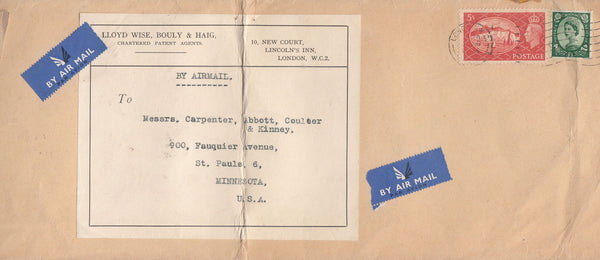 LLOYD WISE, BOULY & HAIG,
CHARTERED PATENT AGENTS.
10, NEW COURT,
LINCOLN'S INN,
LONDON, W.C.2.
BY AIRMAIL.
To
Messrs. Carpenter, Abbott, Coulter
& Kinney.
900, Fauquier Avenue,
St. Pauls 6,
MINNESOTA,
U.S.A.
BY AIR MAIL
BY AIR MAIL
5/-
POSTAGE